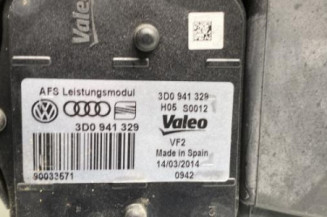 Valeo
AFS Leistungsmodul
3D0 941 329
90033571
3D0 941 329
H05 S0012
Valeo
VF2
Made in Spain
14/03/2014
0942